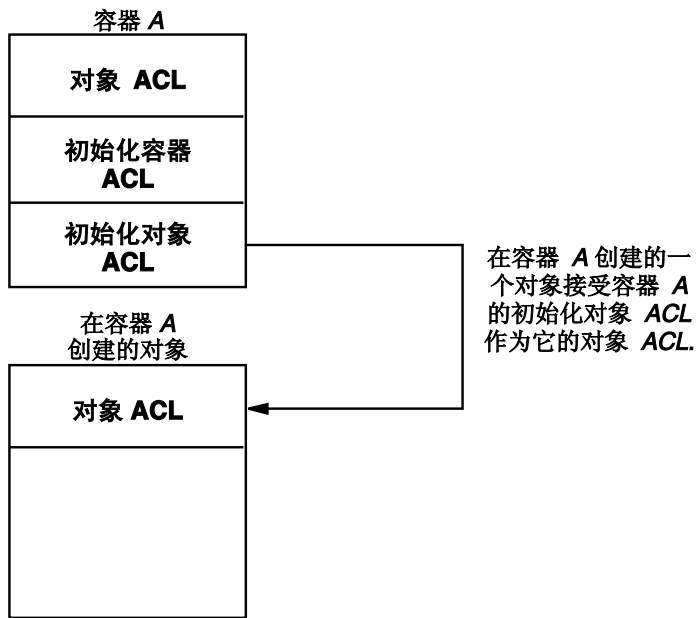 容器 A
对象 ACL
初始化容器
ACL
初始化对象
ACL
在容器 A 创建的一
个对象接受容器 A
的初始化对象 ACL
作为它的对象 ACL.
在容器 A
创建的对象
对象 ACL